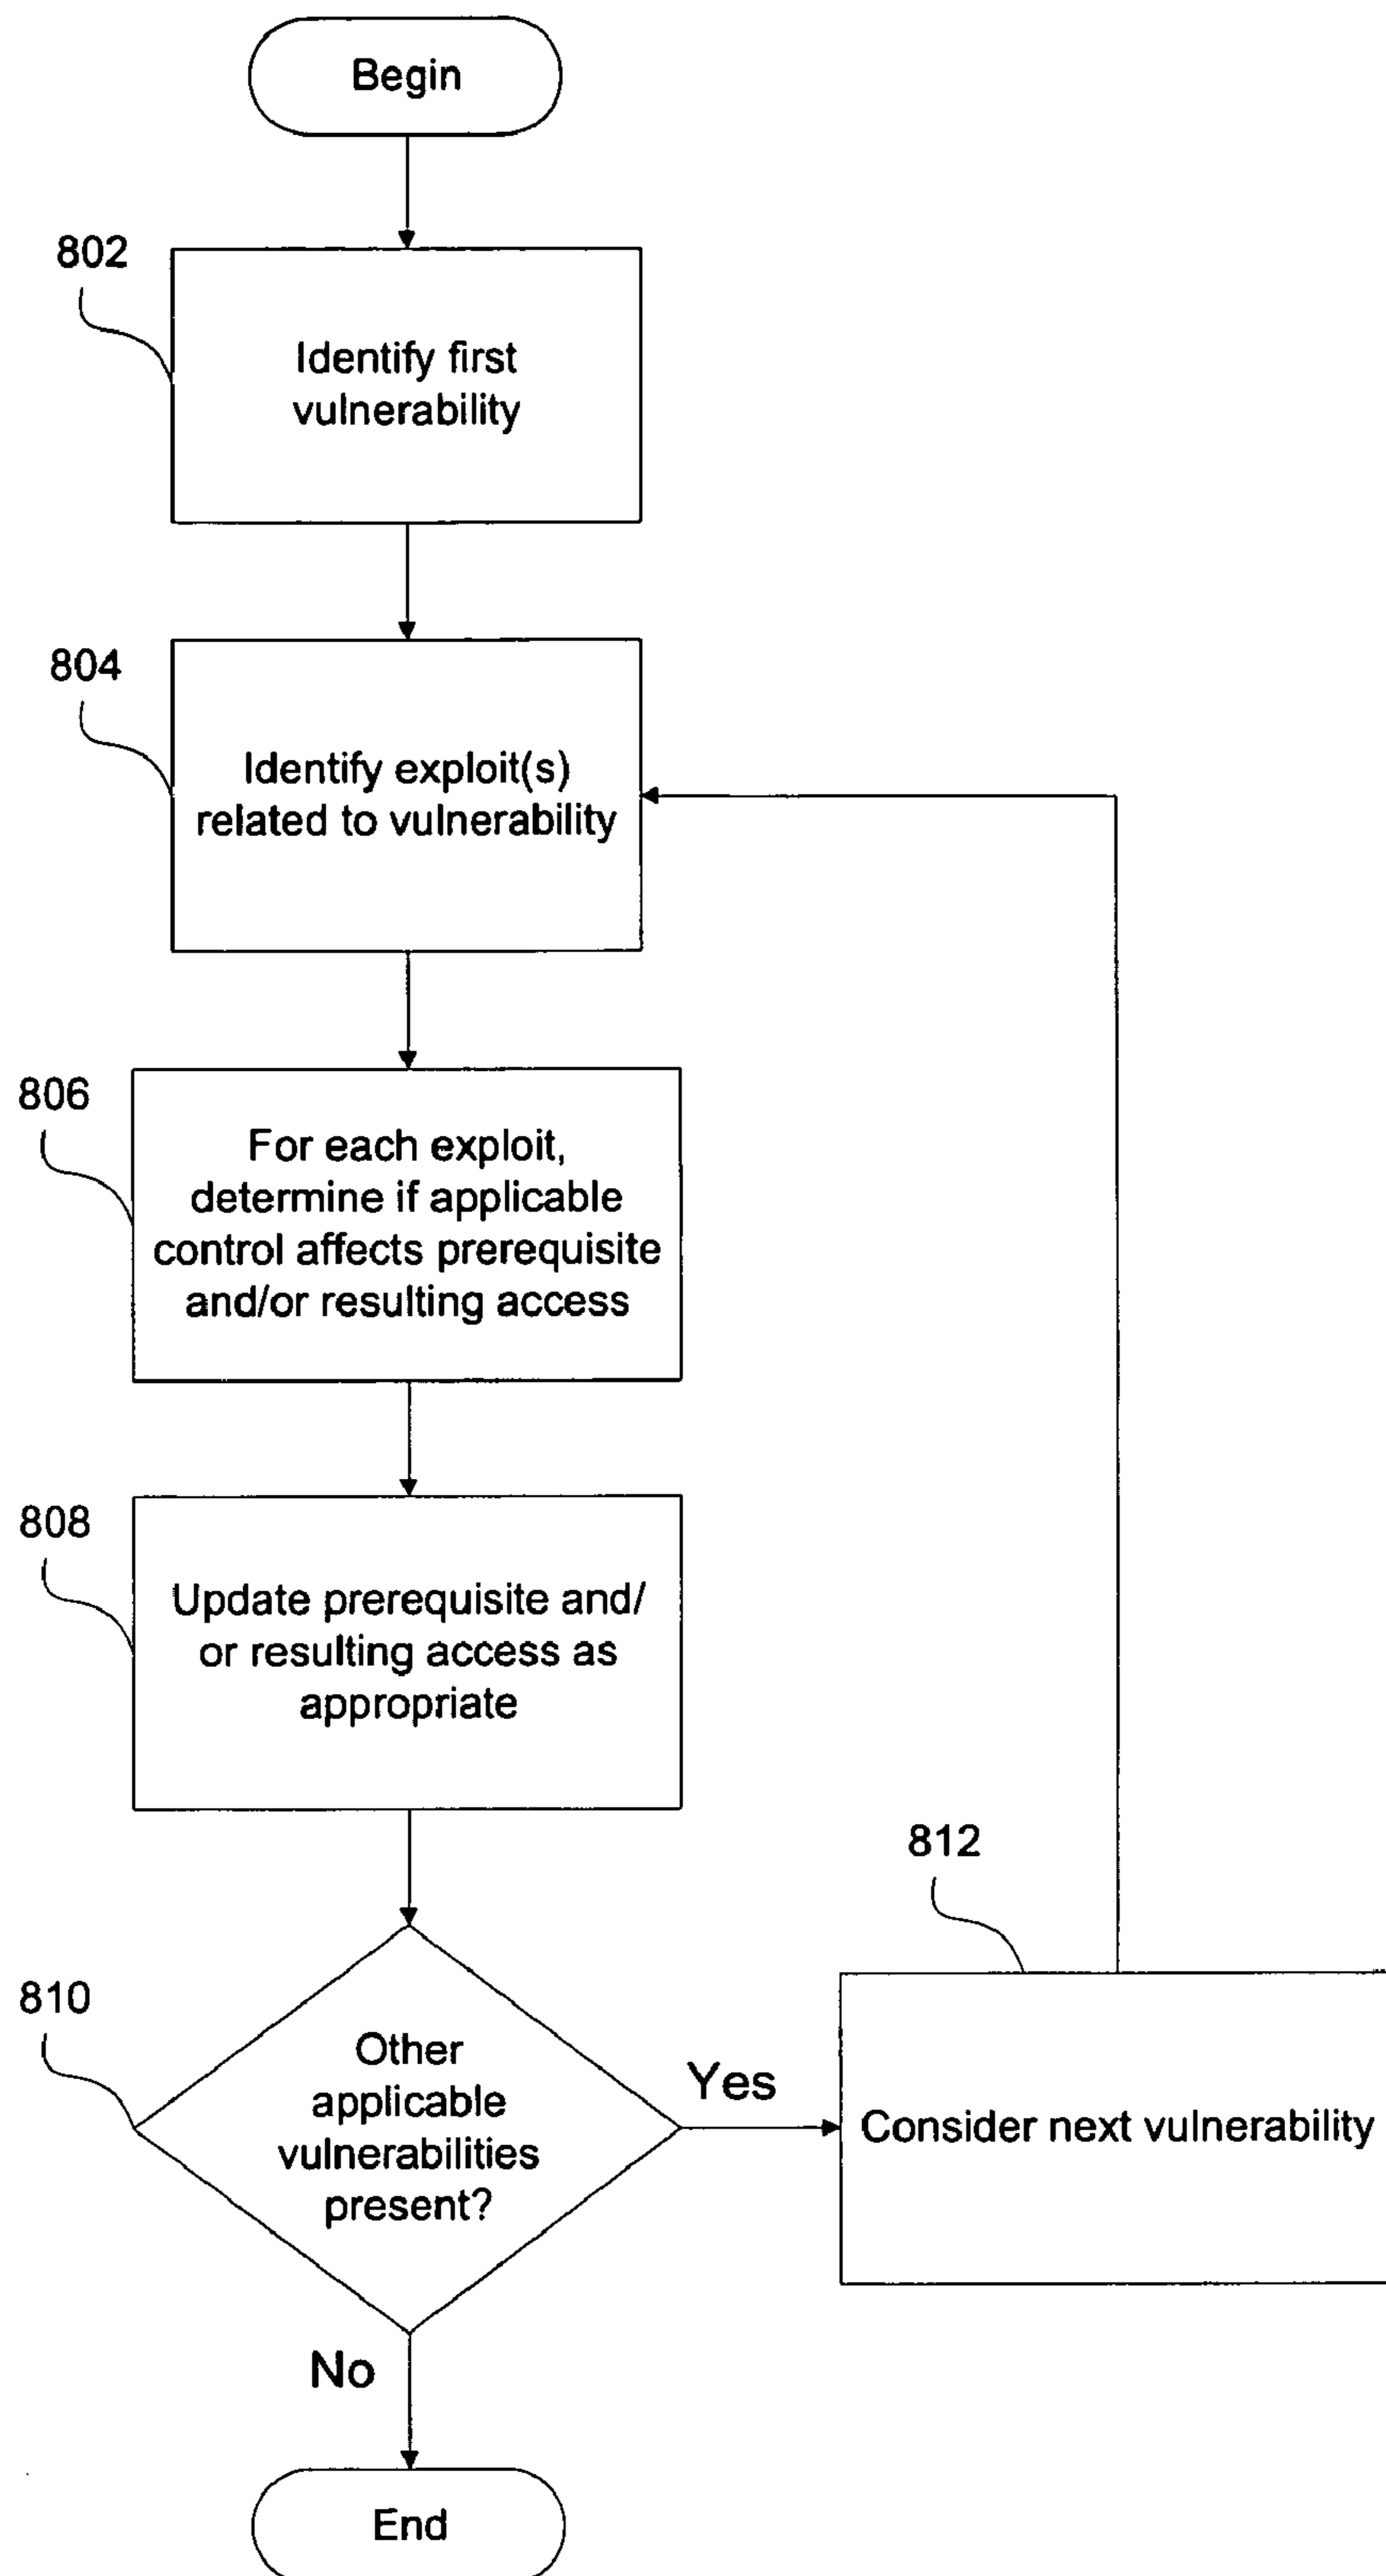 Begin
802
Identify first
vulnerability
804
Identify exploit(s)
related to vulnerability
806
For each exploit,
determine if applicable
control affects prerequisite
and/or resulting access
808
Update prerequisite and/
or resulting access as
appropriate
812
810
Other
applicable
vulnerabilities
present?
Yes
Consider next vulnerability
No
End